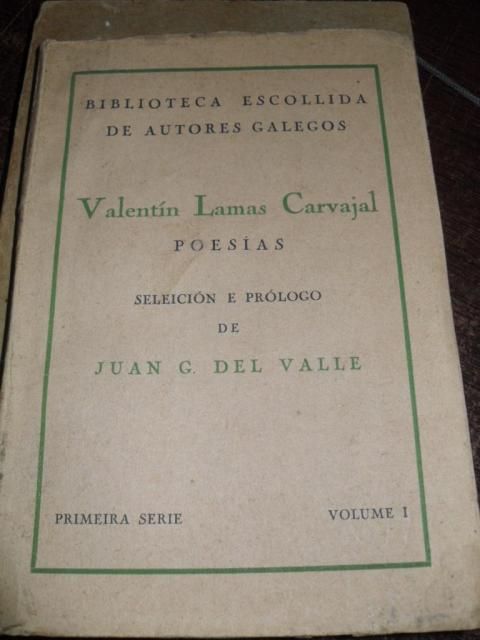 BIBLIOTECA ESCOLLIDA
DE AUTORES GALEGOS
Valentín Lamas Carvajal
POESÍAS
SELEICIÓN E PRÓLOGO
DE
JUAN G. DEL VALLE
PRIMEIRA SERIE
VOLUME I